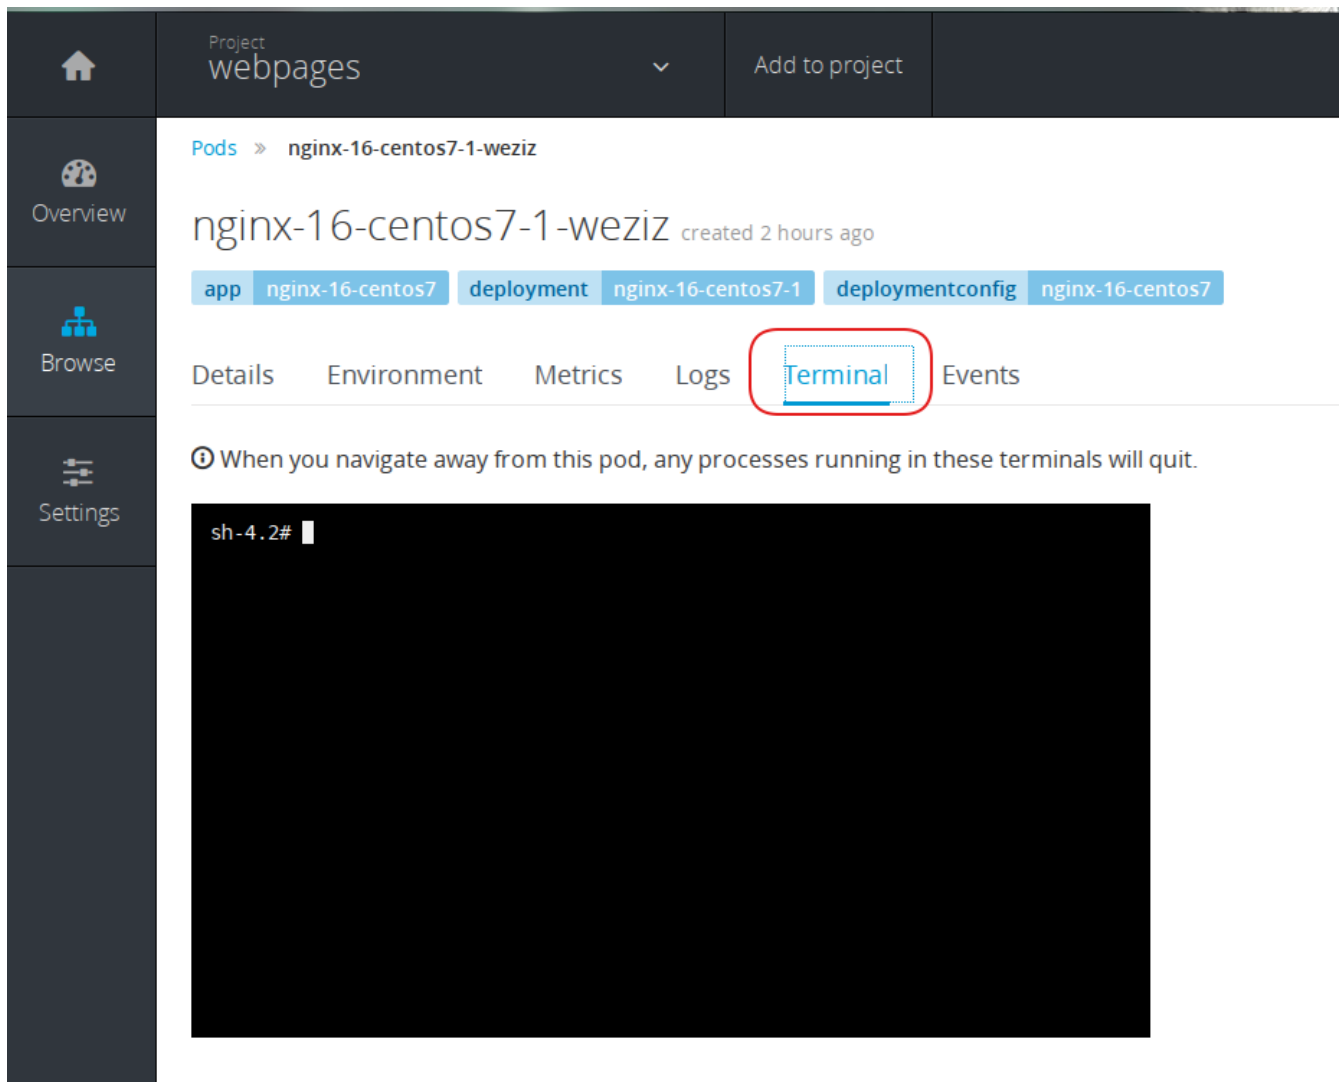 Project
webpages
Add to project
Overview
Browse
Settings
Pods » nginx-16-centos7-1-weziz
nginx-16-centos7-1-weziz created 2 hours ago
app nginx-16-centos7 deployment nginx-16-centos7-1 deploymentconfig nginx-16-centos7
Details Environment Metrics Logs Terminal Events
When you navigate away from this pod, any processes running in these terminals will quit.
sh-4.2#